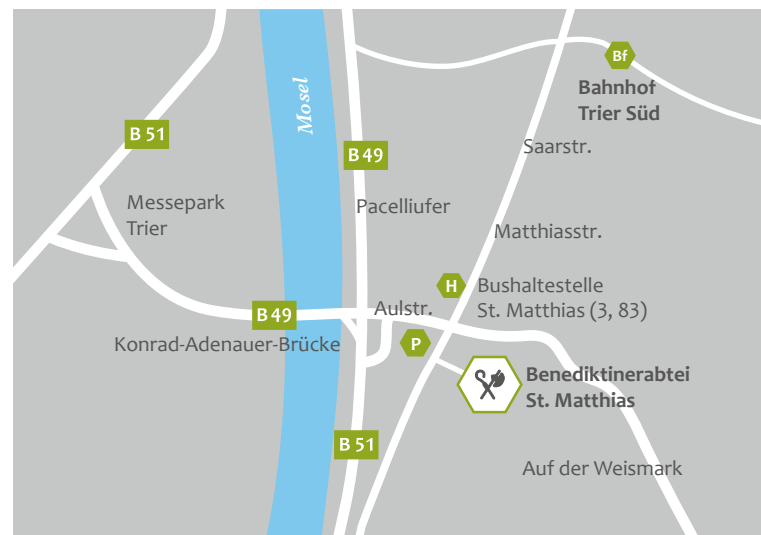 Bf
Bahnhof
Trier Süd
Mosel
B 51
B 49
Saarstr.
Messepark
Trier
Pacelliufer
Matthiasstr.
H
Bushaltestelle
St. Matthias (3, 83)
B 49
Aulstr.
Konrad-Adenauer-Brücke
P
Benediktinerabtei
St. Matthias
B 51
Auf der Weismark